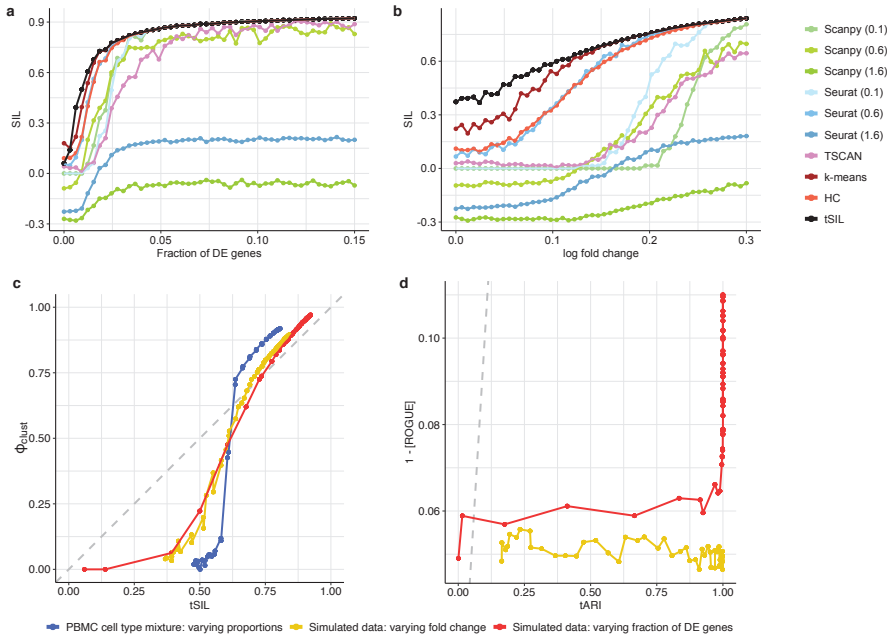 a
SIL
0.9
0.6
0.3
0.0
-0.3
0.00
0.05
0.10
0.15
Fraction of DE genes
b
SIL
0.6
0.3
0.0
-0.3
0.0
0.1
0.2
0.3
log fold change
Scanpy (0.1)
Scanpy (0.6)
Scanpy (1.6)
Seurat (0.1)
Seurat (0.6)
Seurat (1.6)
TSCAN
k-means
HC
tSIL
c
ϕclust
1.00
0.75
0.50
0.25
0.00
0.00
0.25
0.50
0.75
1.00
tSIL
d
1 - [ROGUE]
0.10
0.08
0.06
0.00
0.25
0.50
0.75
1.00
tARI
PBMC cell type mixture: varying proportions
Simulated data: varying fold change
Simulated data: varying fraction of DE genes